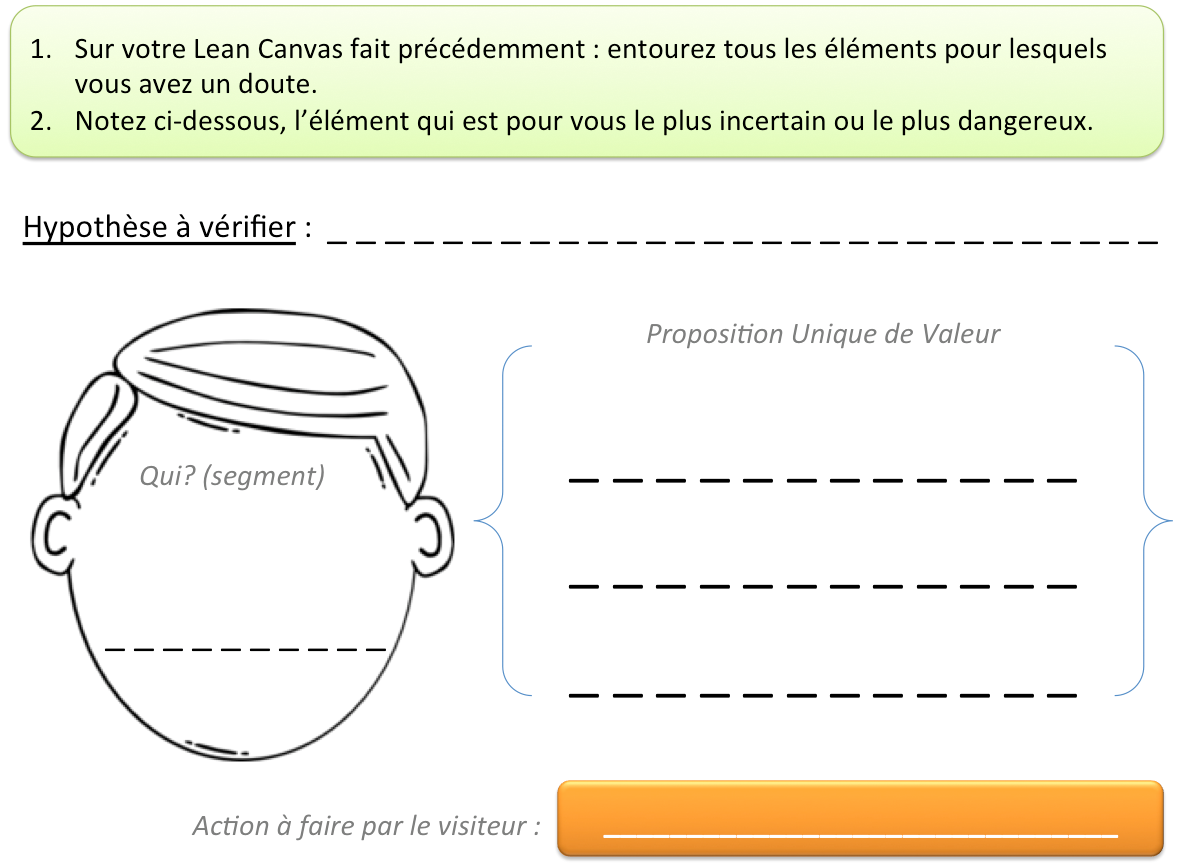 1. Sur votre Lean Canvas fait précédemment : entourez tous les éléments pour lesquels
vous avez un doute.
2. Notez ci-dessous, l’élément qui est pour vous le plus incertain ou le plus dangereux.
Hypothèse à vérifier :
Proposition Unique de Valeur
Qui? (segment)
Action à faire par le visiteur :